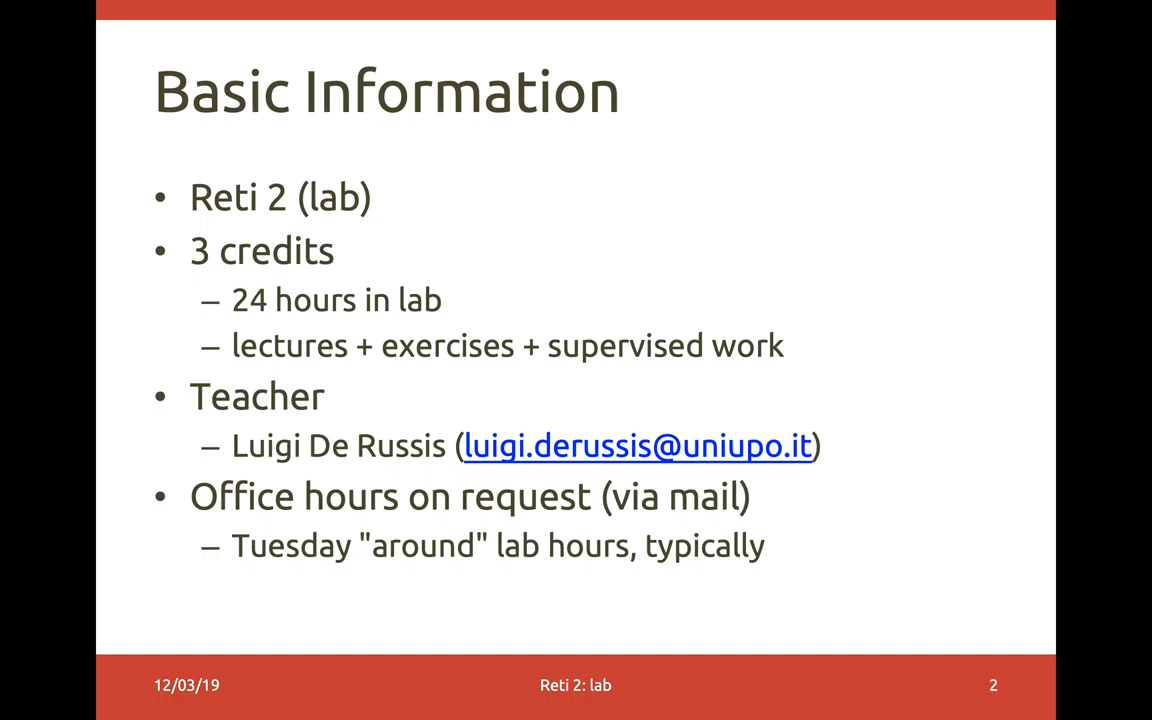 Basic Information
• Reti 2 (lab)
• 3 credits
– 24 hours in lab
– lectures + exercises + supervised work
• Teacher
– Luigi De Russis (luigi.derussis@uniupo.it)
• Office hours on request (via mail)
– Tuesday "around" lab hours, typically
12/03/19
Reti 2: lab
2